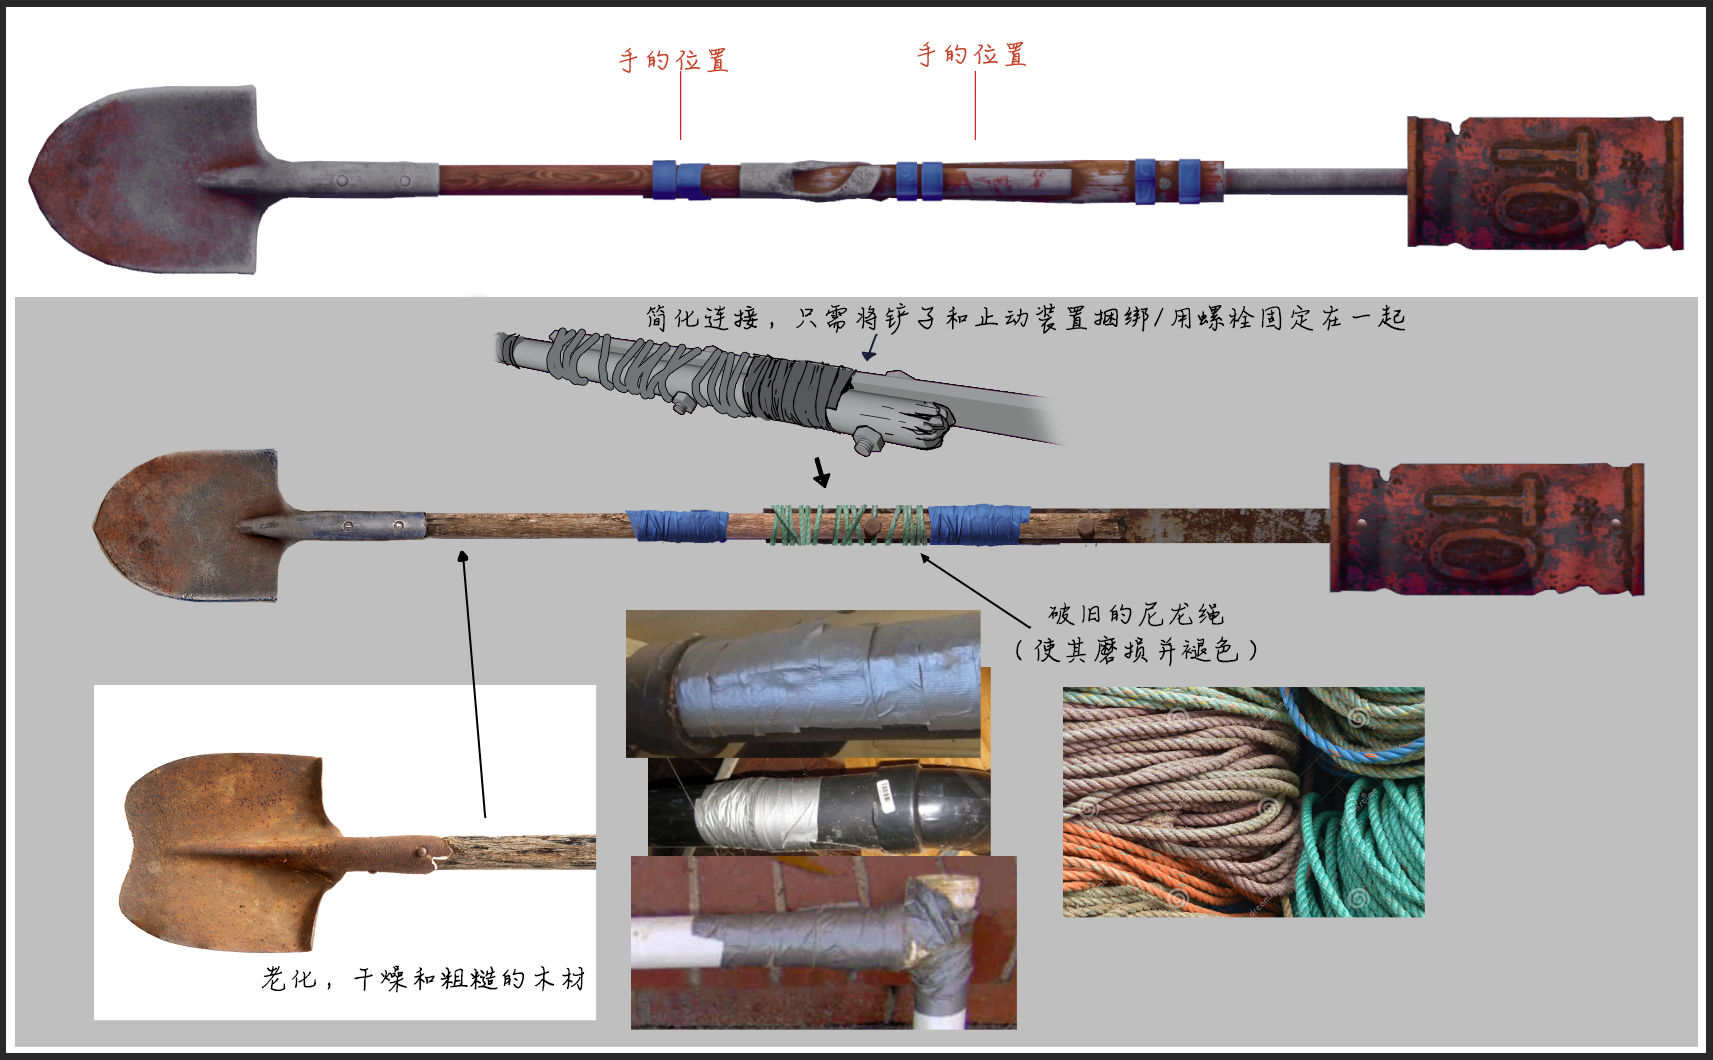 手的位置
手的位置
简化连接，只需将铲子和止动装置捆绑/用螺栓固定在一起
破旧的尼龙绳
（使其磨损并褪色）
老化，干燥和粗糙的木材